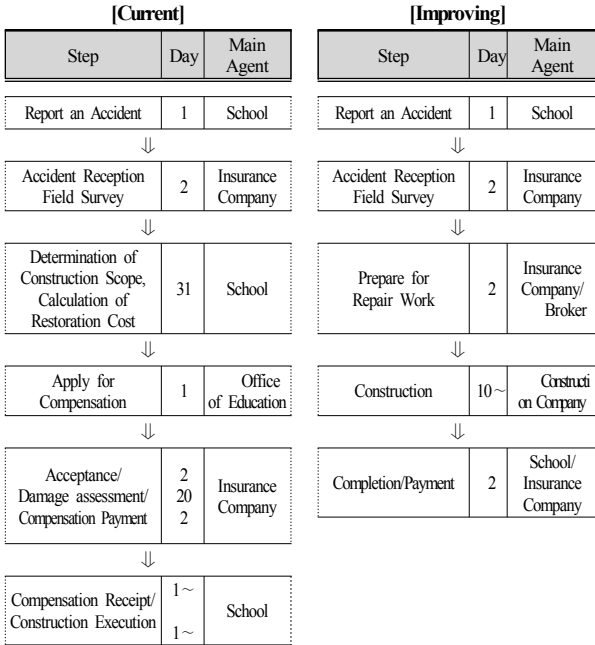 [Current]
Step Day Main
Agent
Report an Accident 1 School
⇓
Accident Reception
Field Survey 2 Insurance
Company
⇓
Determination of
Construction Scope,
Calculation of
Restoration Cost 31 School
⇓
Apply for
Compensation 1 Office
of Education
⇓
Acceptance/ 2
Damage assessment/ 20 Insurance
Compensation Payment 2 Company
⇓
Compensation Receipt/ 1~
Construction Execution 1~ School
[Improving]
Step Day Main
Agent
Report an Accident 1 School
⇓
Accident Reception
Field Survey 2 Insurance
Company
⇓
Prepare for
Repair Work 2 Insurance
Company/
Broker
⇓
Construction 10~ Constructi
on Company
⇓
Completion/Payment 2 School/
Insurance
Company